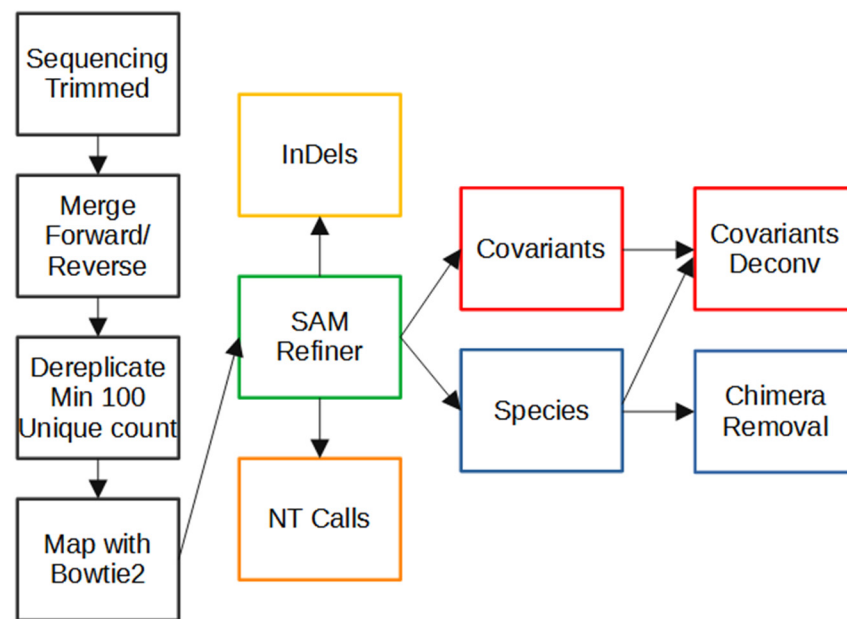 Sequencing
Trimmed
Merge
Forward/
Reverse
Dereplicate
Min 100
Unique count
Map with
Bowtie2
InDels
SAM
Refiner
NT Calls
Covariants
Species
Covariants
Deconv
Chimera
Removal